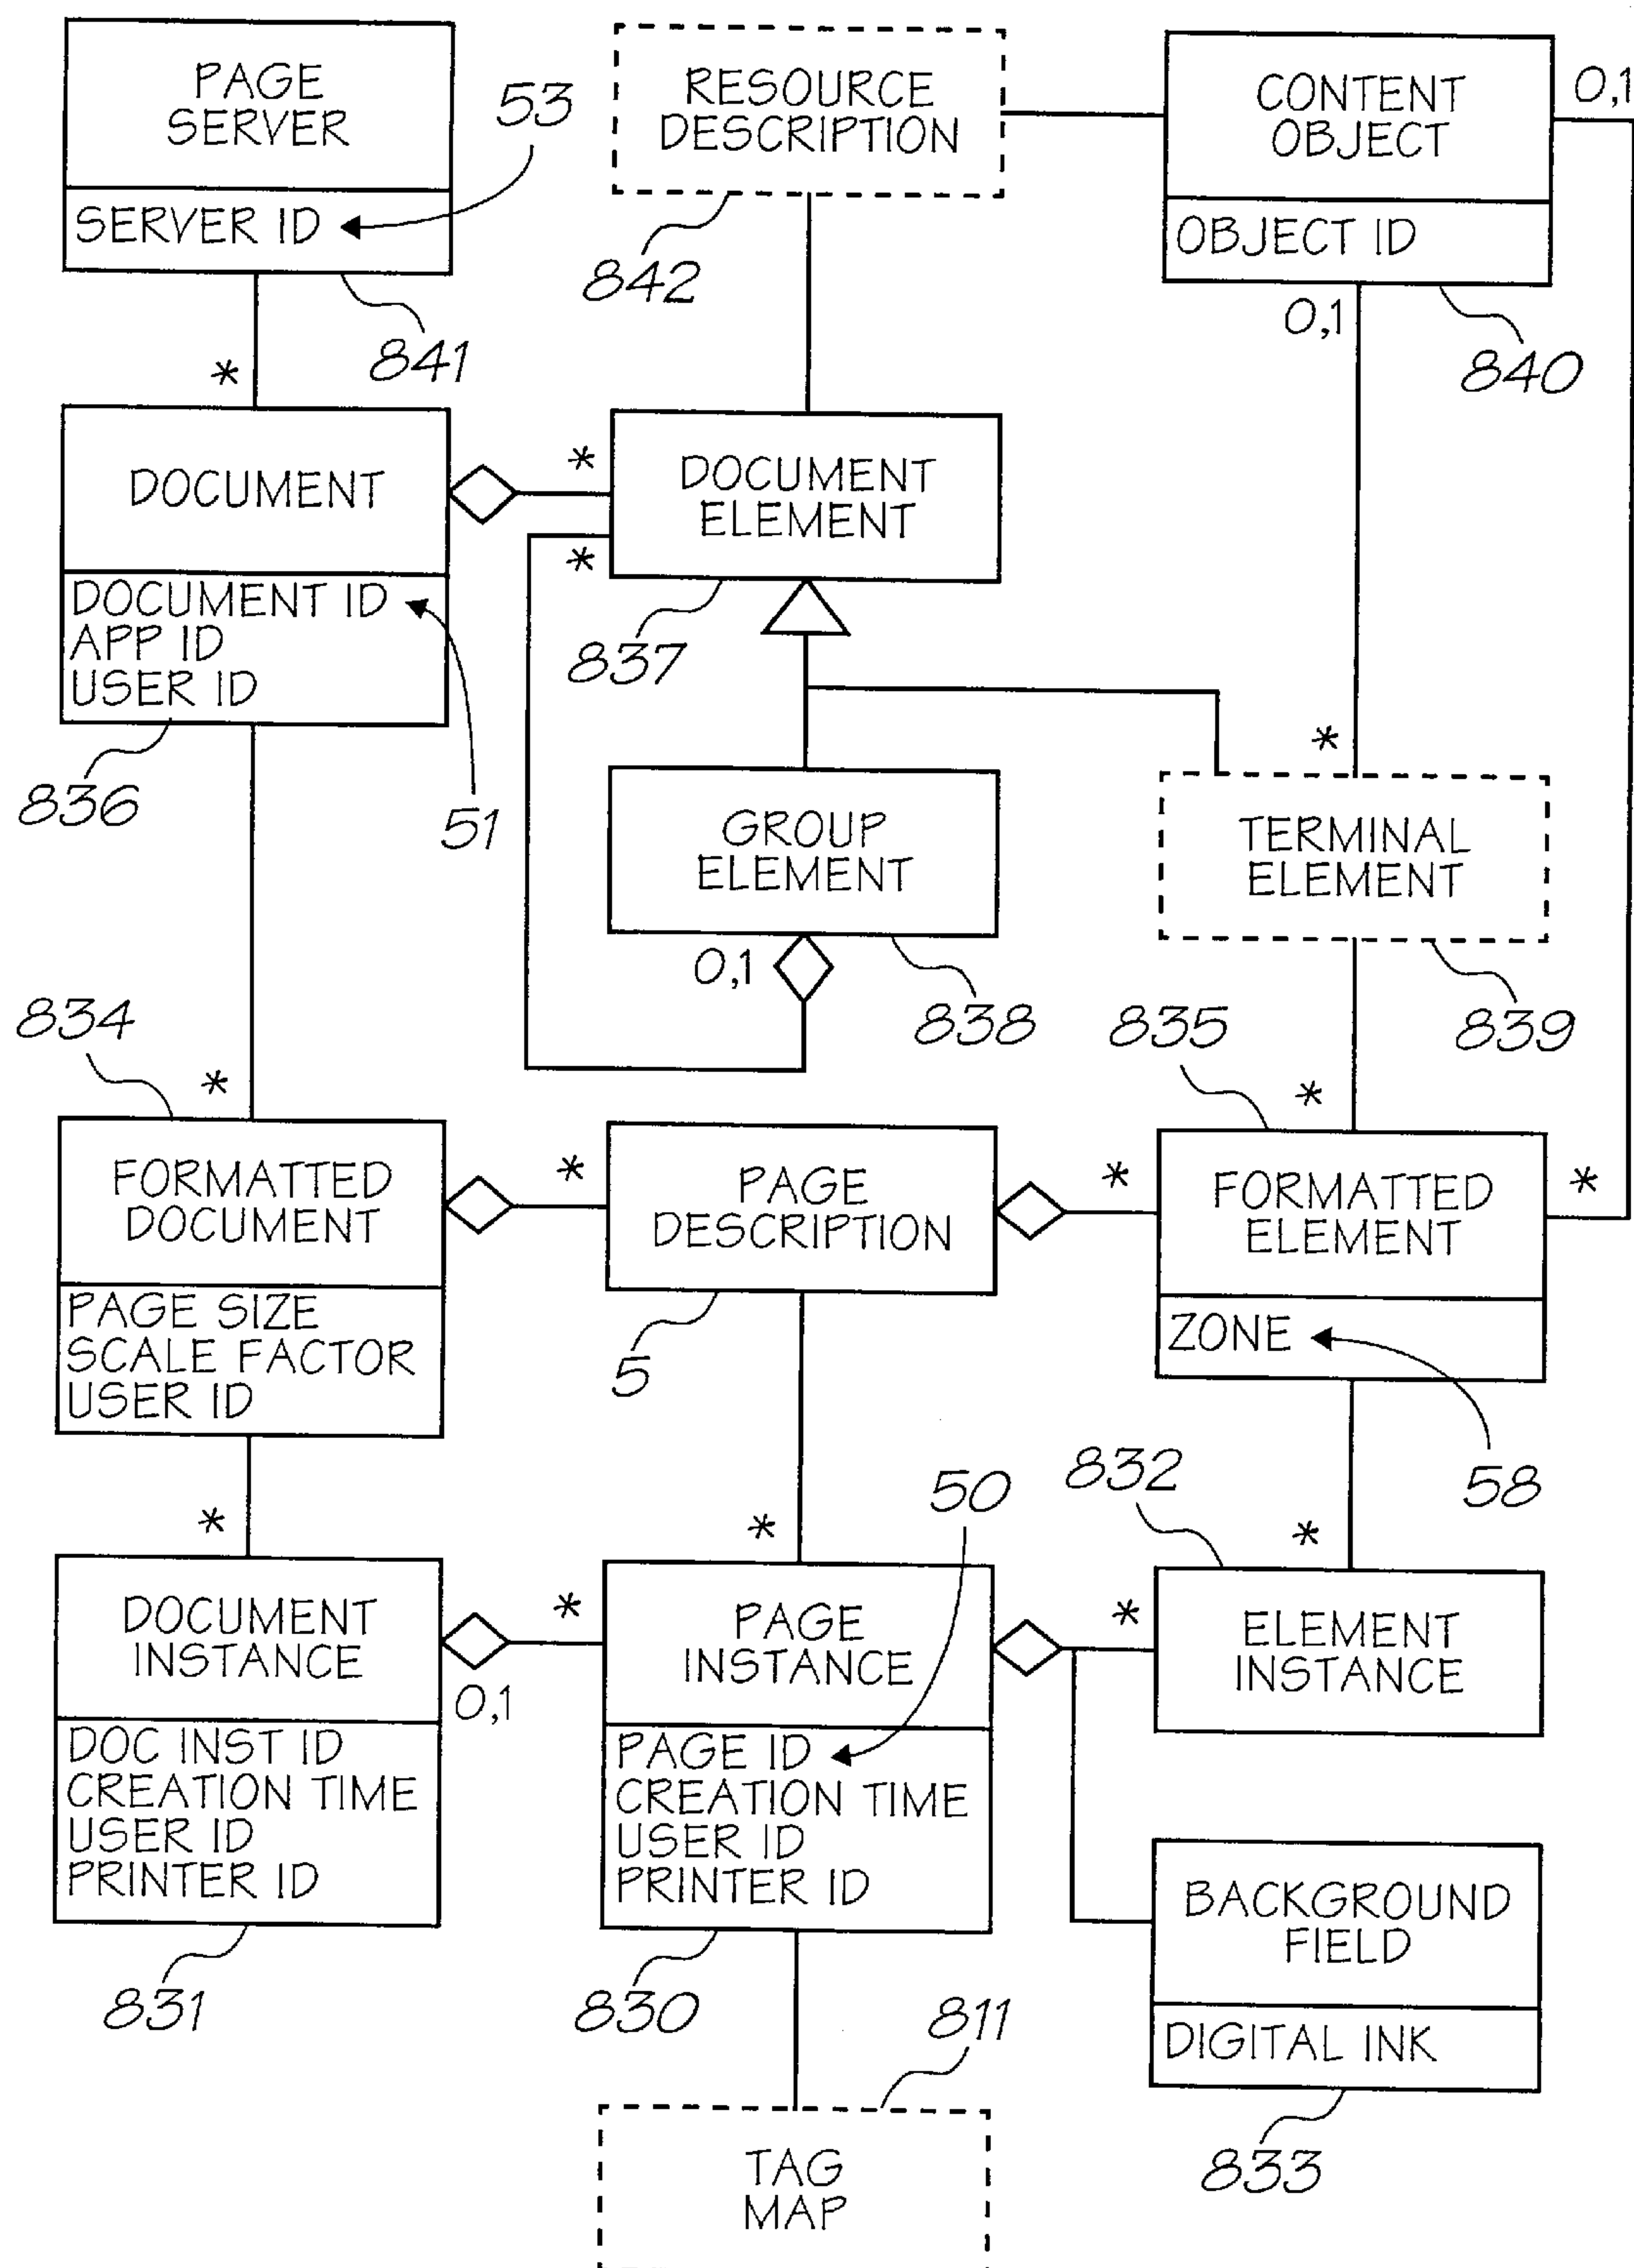 PAGE
SERVER
SERVER ID
53
841
RESOURCE
DESCRIPTION
842
CONTENT
OBJECT
OBJECT ID
0,1
0,1
840
*
DOCUMENT
DOCUMENT ID
APP ID
USER ID
836
51
*
*
DOCUMENT
ELEMENT
837
GROUP
ELEMENT
0,1
838
*
TERMINAL
ELEMENT
839
834
*
FORMATTED
DOCUMENT
PAGE SIZE
SCALE FACTOR
USER ID
*
PAGE
DESCRIPTION
5
835
*
*
*
FORMATTED
ELEMENT
ZONE
58
*
DOCUMENT
INSTANCE
DOC INST ID
CREATION TIME
USER ID
PRINTER ID
831
0,1
*
*
50
PAGE
INSTANCE
PAGE ID
CREATION TIME
USER ID
PRINTER ID
830
832
*
*
ELEMENT
INSTANCE
BACKGROUND
FIELD
DIGITAL INK
833
811
TAG
MAP